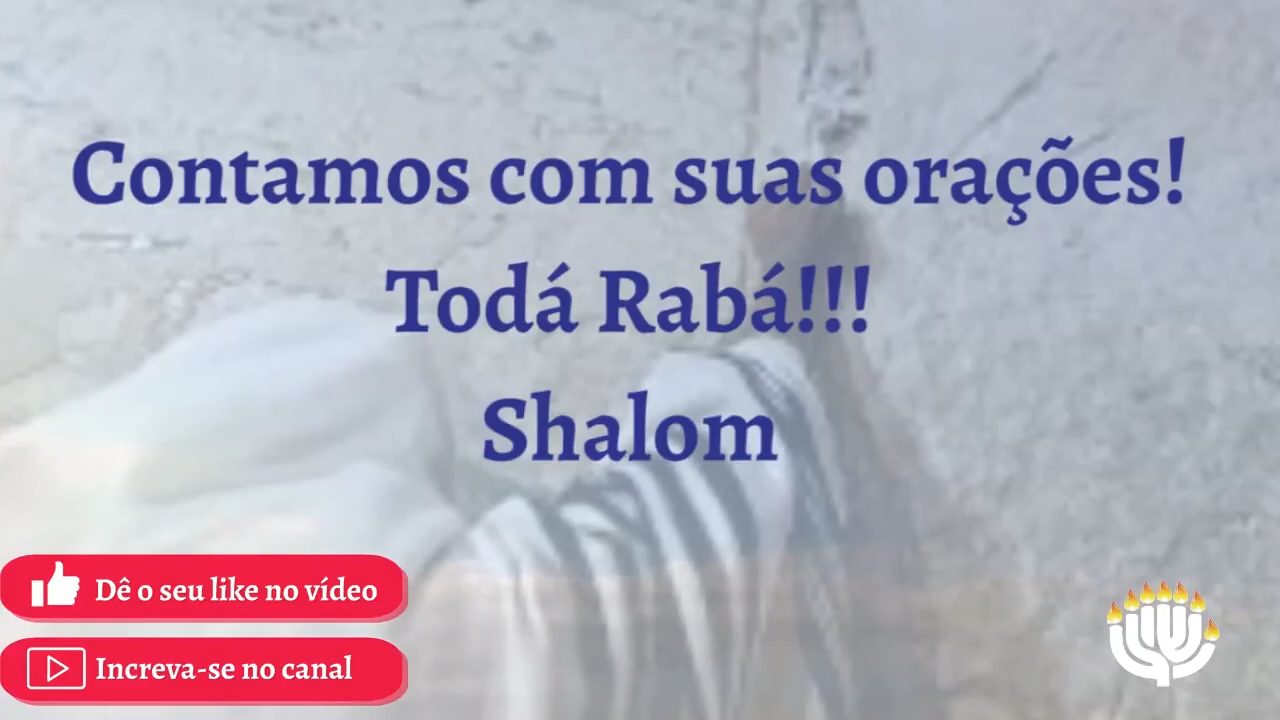 Contamos com suas orações!
Todá Rabá!!!
Shalom
Dê o seu like no vídeo
Increva-se no canal